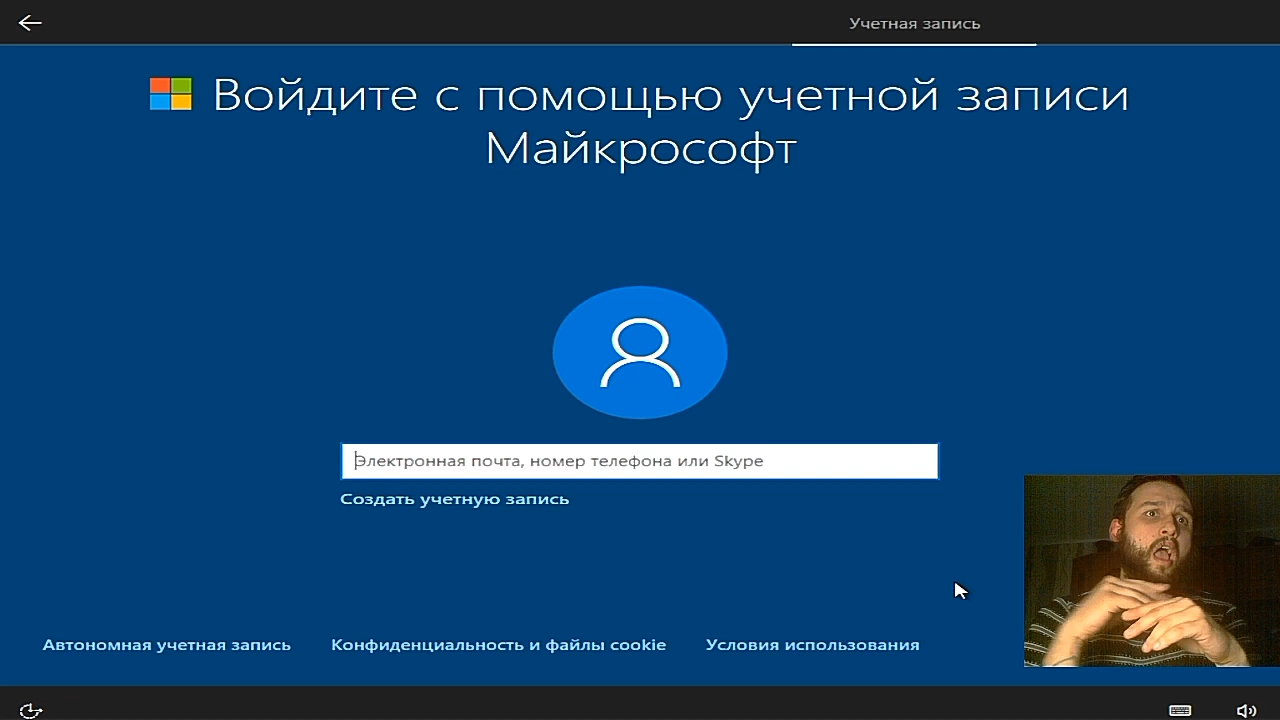 Учетная запись
Войдите с помощью учетной записи
Майкрософт
Электронная почта, номер телефона или Skype
Создать учетную запись
Автономная учетная запись
Конфиденциальность и файлы cookie
Условия использования